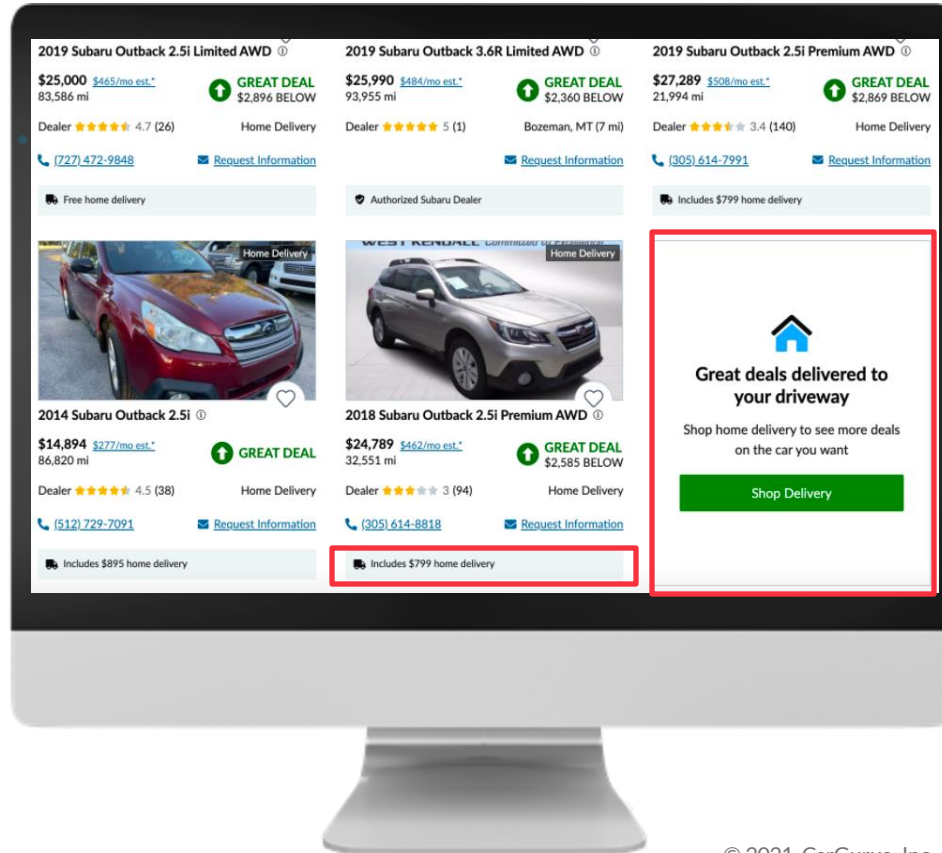 2019 Subaru Outback 2.5i Limited AWD
$25,000 $465/mo est.*
83,586 mi
GREAT DEAL
$2,896 BELOW
Dealer 4.7 (26)
Home Delivery
(727) 472-9848
Request Information
Free home delivery
2019 Subaru Outback 3.6R Limited AWD
$25,990 $484/mo est.*
93,955 mi
GREAT DEAL
$2,360 BELOW
Dealer 5 (1)
Bozeman, MT (7 mi)
Request Information
Authorized Subaru Dealer
2019 Subaru Outback 2.5i Premium AWD
$27,289 $508/mo est.*
21,994 mi
GREAT DEAL
$2,869 BELOW
Dealer 3.4 (140)
Home Delivery
(305) 614-7991
Request Information
Includes $799 home delivery
Home Delivery
2014 Subaru Outback 2.5i
$14,894 $277/mo est.*
86,820 mi
GREAT DEAL
Dealer 4.5 (38)
Home Delivery
(512) 729-7091
Request Information
Includes $895 home delivery
WEST KENDALL Committed to Excellence
Home Delivery
2018 Subaru Outback 2.5i Premium AWD
$24,789 $462/mo est.*
32,551 mi
GREAT DEAL
$2,585 BELOW
Dealer 3 (94)
Home Delivery
(305) 614-8818
Request Information
Includes $799 home delivery
Great deals delivered to
your driveway
Shop home delivery to see more deals
on the car you want
Shop Delivery
© 2021 CarGurus, Inc.